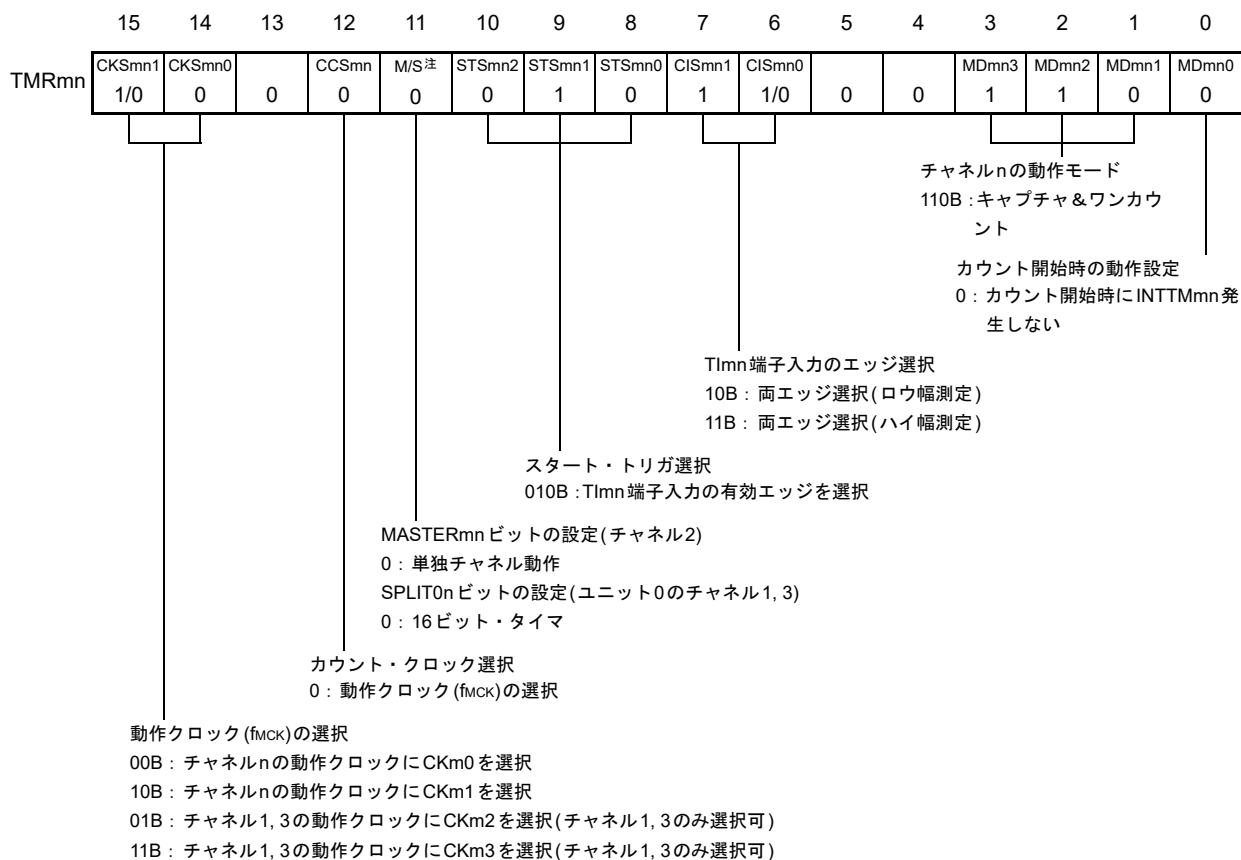 15 14 13 12 11 10 9 8 7 6 5 4 3 2 1 0
TMRmn
CKSmn1 CKSmn0 CCSmn M/S注 STSmn2 STSmn1 STSmn0 CISmn1 CISmn0 MDmn3 MDmn2 MDmn1 MDmn0
1/0 0 0 0 0 0 1 0 1 1/0 0 0 1 1 0 0
チャネルnの動作モード
110B：キャプチャ＆ワンカウ
ント
カウント開始時の動作設定
0：カウント開始時にINTTMmn発
生しない
TImn端子入力のエッジ選択
10B：両エッジ選択(ロウ幅測定)
11B：両エッジ選択(ハイ幅測定)
スタート・トリガ選択
010B：TImn端子入力の有効エッジを選択
MASTERmnビットの設定(チャネル2)
0：単独チャネル動作
SPLIT0nビットの設定(ユニット0のチャネル1, 3)
0：16ビット・タイマ
カウント・クロック選択
0：動作クロック(fMCK)の選択
動作クロック(fMCK)の選択
00B：チャネルnの動作クロックにCKm0を選択
10B：チャネルnの動作クロックにCKm1を選択
01B：チャネル1, 3の動作クロックにCKm2を選択(チャネル1, 3のみ選択可)
11B：チャネル1, 3の動作クロックにCKm3を選択(チャネル1, 3のみ選択可)